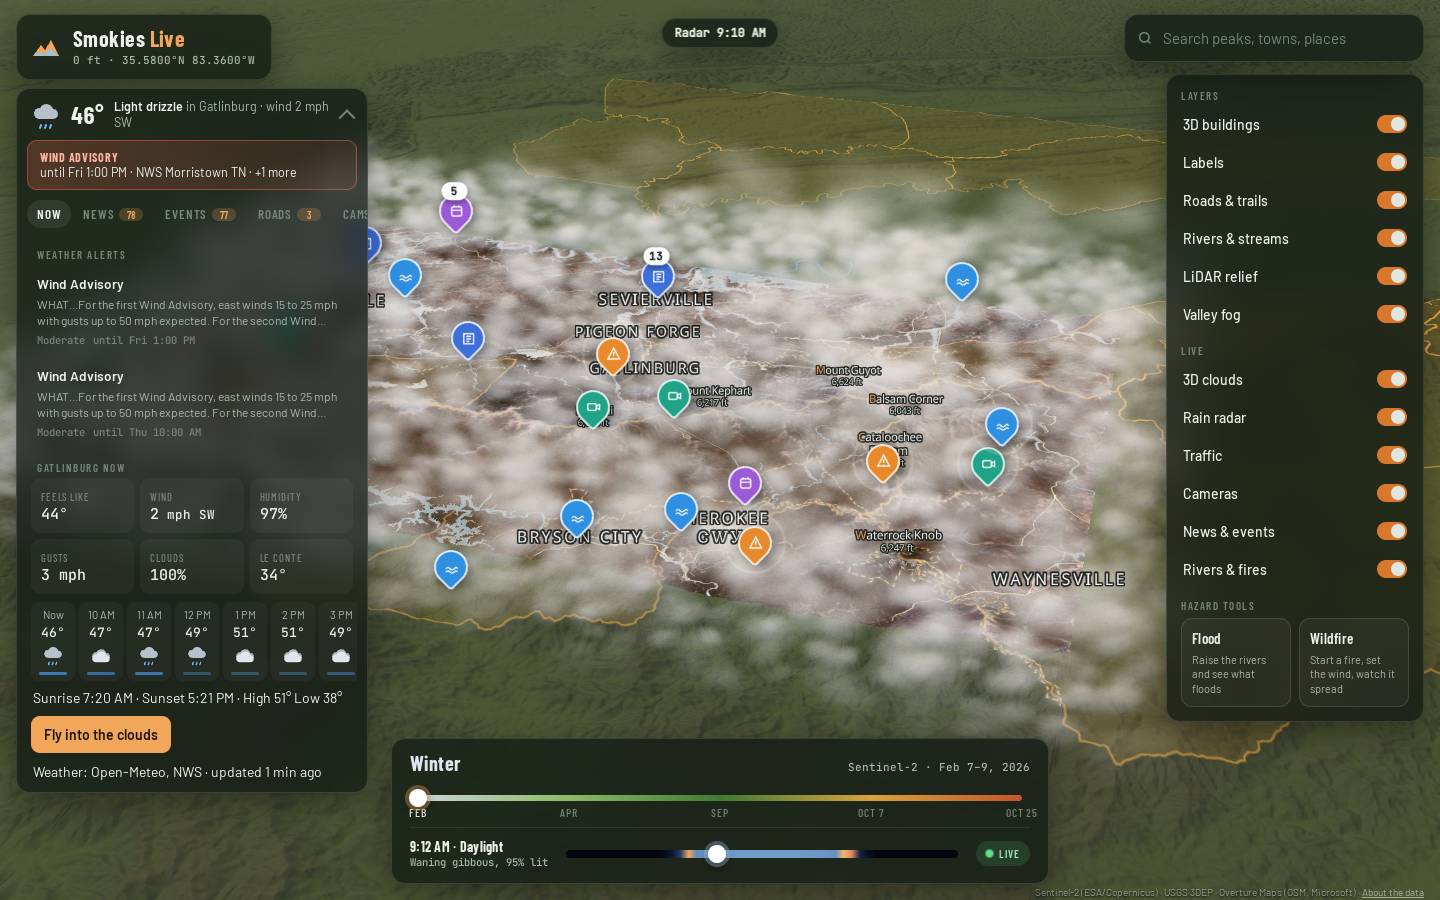 Smokies Live
0 ft · 35.5800°N 83.3600°W
Radar 9:10 AM
Search peaks, towns, places
46°
Light drizzle in Gatlinburg · wind 2 mph
SW
WIND ADVISORY
until Fri 1:00 PM · NWS Morristown TN · +1 more
NOW
NEWS 78
EVENTS 77
ROADS 3
CAMS
WEATHER ALERTS
Wind Advisory
WHAT...For the first Wind Advisory, east winds 15 to 25 mph
with gusts up to 50 mph expected. For the second Wind...
Moderate until Fri 1:00 PM
Wind Advisory
WHAT...For the first Wind Advisory, east winds 15 to 25 mph
with gusts up to 50 mph expected. For the second Wind...
Moderate until Thu 10:00 AM
GATLINBURG NOW
FEELS LIKE
44°
WIND
2 mph SW
HUMIDITY
97%
GUSTS
3 mph
CLOUDS
100%
LE CONTE
34°
Now 10 AM 11 AM 12 PM 1 PM 2 PM 3 PM
46° 47° 47° 49° 51° 51° 49°
Sunrise 7:20 AM · Sunset 5:21 PM · High 51° Low 38°
Fly into the clouds
Weather: Open-Meteo, NWS · updated 1 min ago
5
13
SEVIERVILLE
PIGEON FORGE
GATLINBURG
Mount Guyot
6,624 ft
unt Kephart
6,217 ft
Balsam Corner
6,043 ft
Cataloochee
BRYSON CITY
EROKEE
GWY
Waterrock Knob
6,247 ft
WAYNESVILLE
LAYERS
3D buildings
Labels
Roads & trails
Rivers & streams
LiDAR relief
Valley fog
LIVE
3D clouds
Rain radar
Traffic
Cameras
News & events
Rivers & fires
HAZARD TOOLS
Flood
Raise the rivers
and see what
floods
Wildfire
Start a fire, set
the wind, watch it
spread
Winter
Sentinel-2 · Feb 7–9, 2026
FEB APR SEP OCT 7 OCT 25
9:12 AM · Daylight
Waning gibbous, 95% lit
LIVE
Sentinel-2 (ESA/Copernicus) · USGS 3DEP · Overture Maps (OSM, Microsoft) · About the data